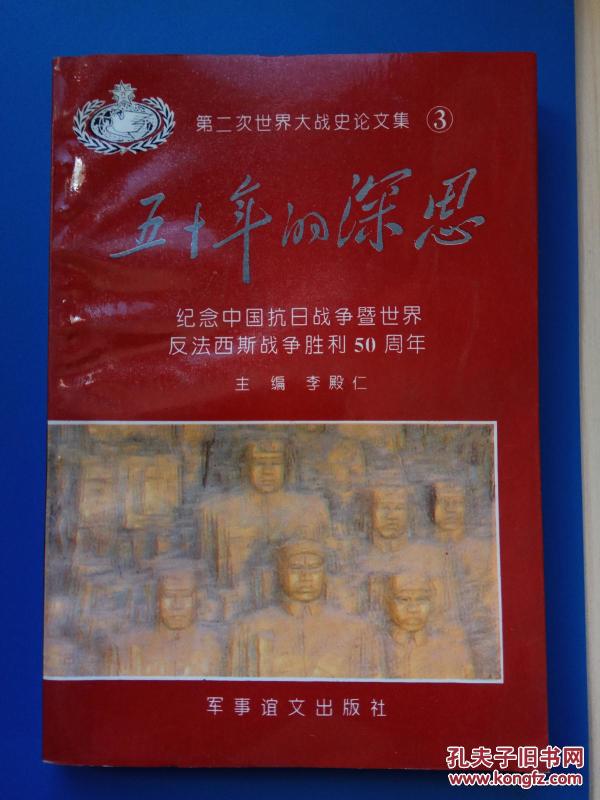 第二次世界大战史论文集 ③
五十年的深思
纪念中国抗日战争暨世界
反法西斯战争胜利 50 周年
主编 李殿仁
军事谊文出版社
孔夫子旧书网
www.kongfz.com